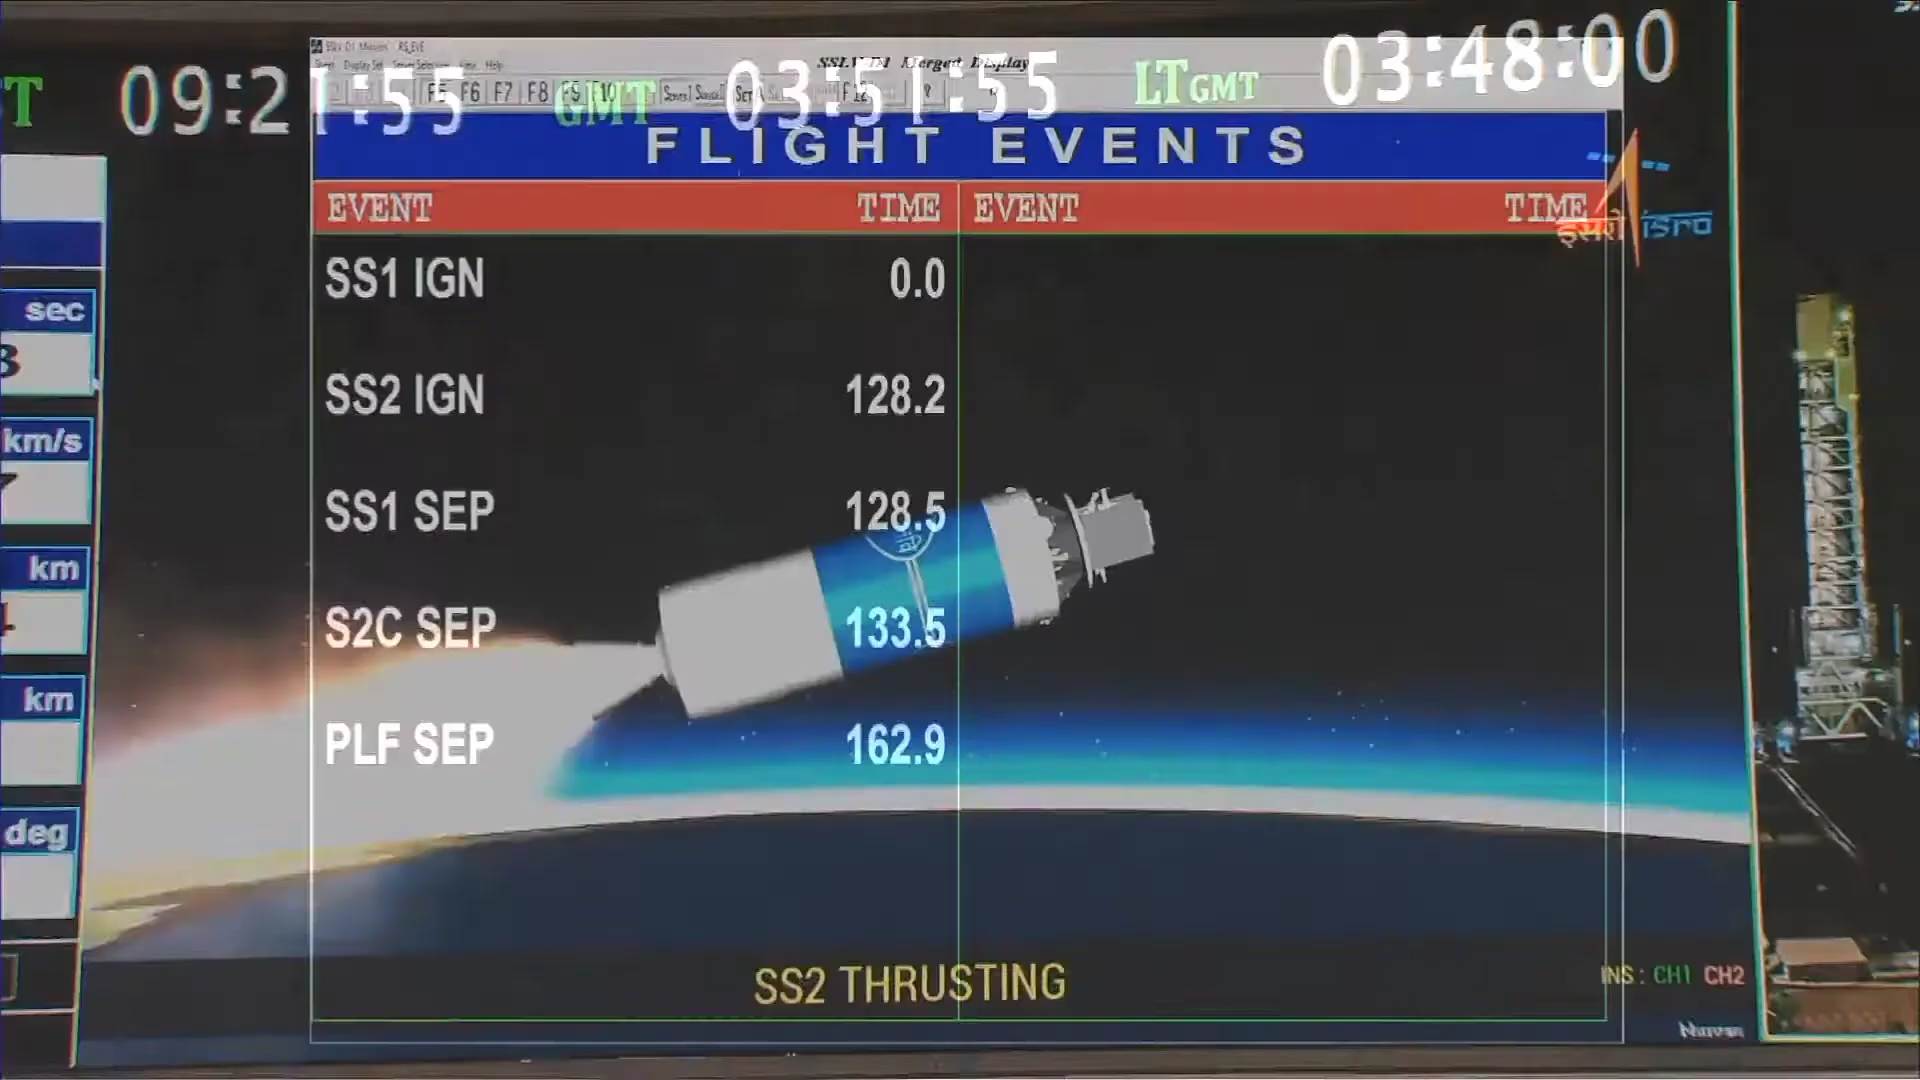 SSLV D1 Merged Display
T 09:21:55 GMT 03:51:55 LT GMT 03:48:00
F5 F6 F7 F8 F9 F10
FLIGHT EVENTS
EVENT TIME EVENT TIME
इसरो isro
SS1 IGN 0.0
sec
SS2 IGN 128.2
km/s
SS1 SEP 128.5
km
S2C SEP 133.5
km
PLF SEP 162.9
deg
SS2 THRUSTING
INS : CH1 CH2